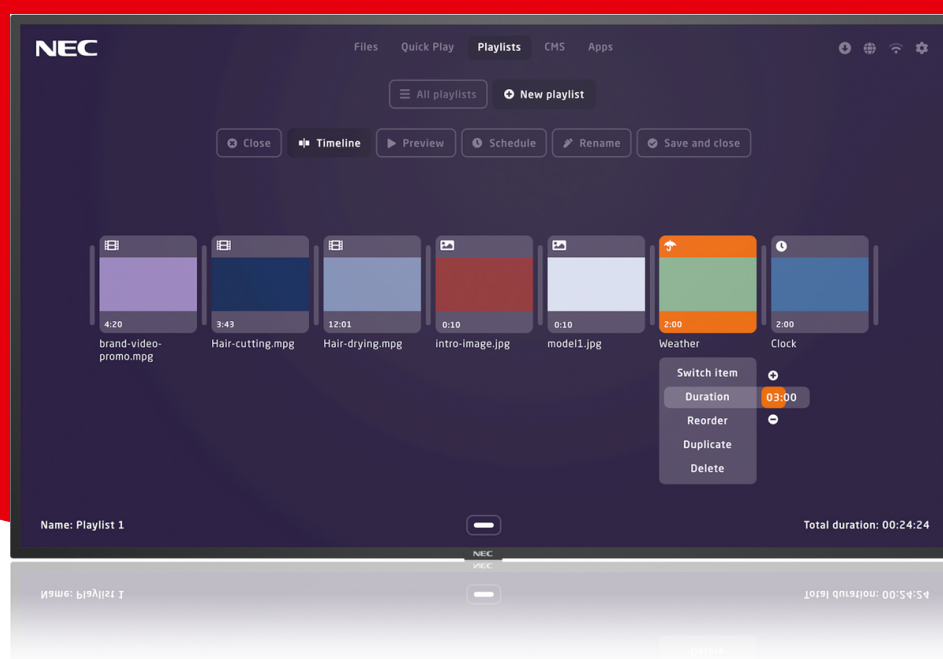 NEC
Files Quick Play Playlists CMS Apps
All playlists New playlist
Close Timeline Preview Schedule Rename Save and close
4:20 3:43 12:01 0:10 0:10 2:00 2:00
brand-video- Hair-cutting.mpg Hair-drying.mpg intro-image.jpg model1.jpg Weather Clock
promo.mpg
Switch item
Duration 03:00
Reorder
Duplicate
Delete
Name: Playlist 1 Total duration: 00:24:24
NEC